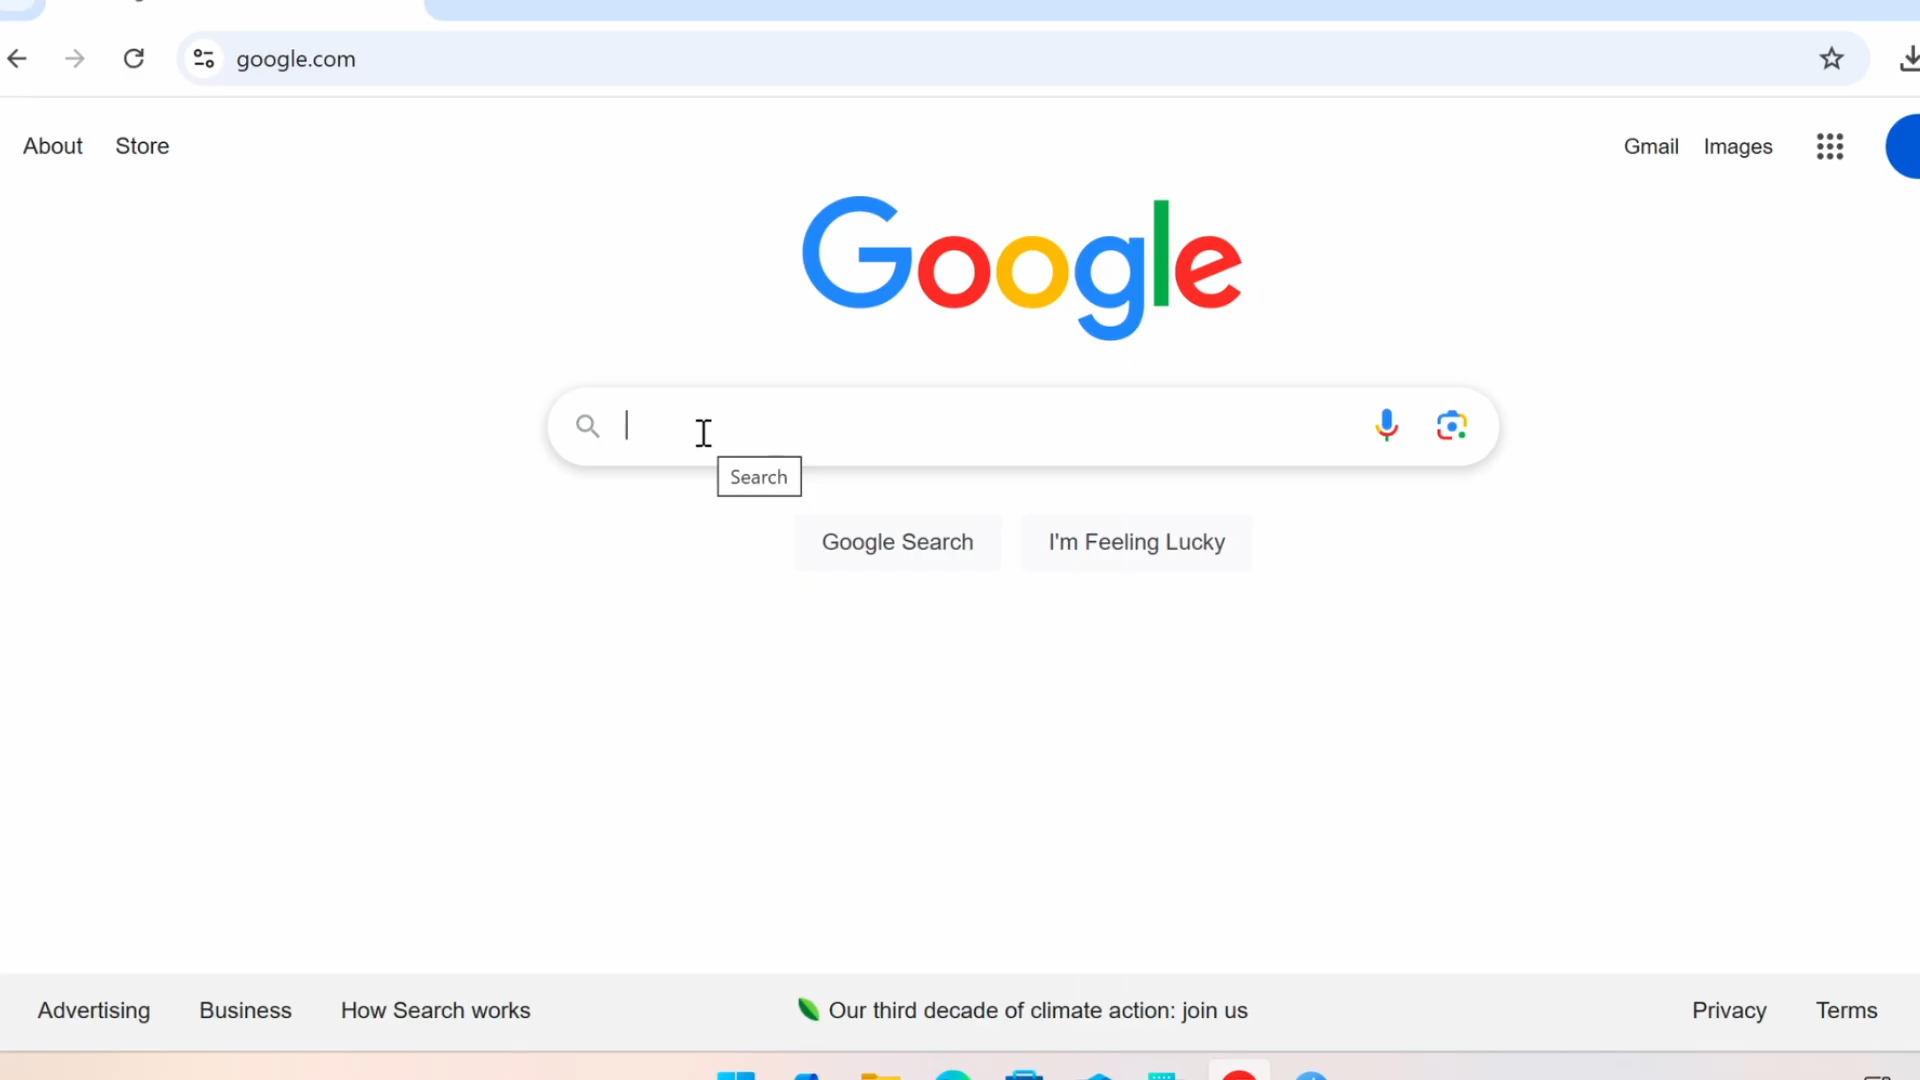 google.com
About Store
Gmail Images
Google
Search
Google Search I'm Feeling Lucky
Advertising Business How Search works
Our third decade of climate action: join us
Privacy Terms